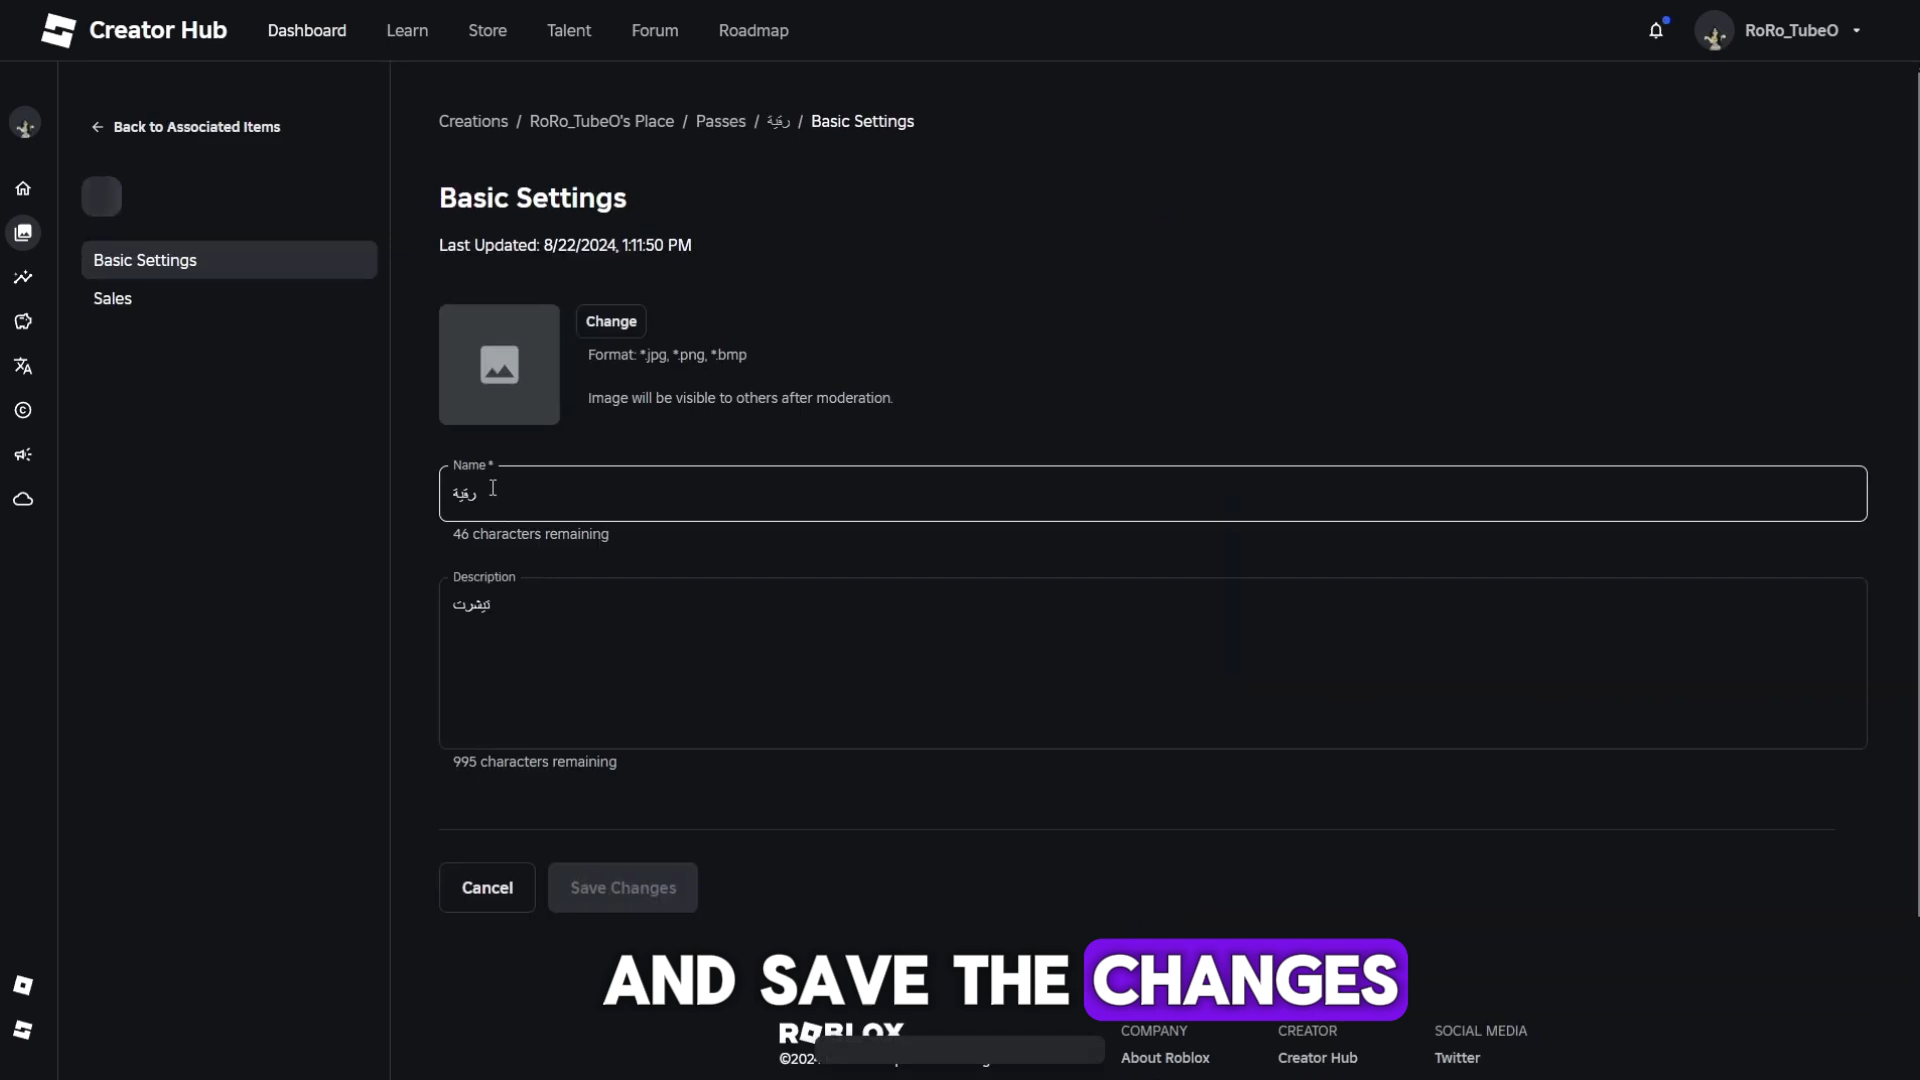 Creator Hub
Dashboard
Learn
Store
Talent
Forum
Roadmap
RoRo_TubeO
Back to Associated Items
Creations / RoRo_TubeO's Place / Passes / رقية / Basic Settings
Basic Settings
Last Updated: 8/22/2024, 1:11:50 PM
Basic Settings
Sales
Change
Format: *.jpg, *.png, *.bmp
Image will be visible to others after moderation.
Name*
رقية
46 characters remaining
Description
تيشرت
995 characters remaining
Cancel
Save Changes
AND SAVE THE CHANGES
ROBLOX
©2024
COMPANY
About Roblox
CREATOR
Creator Hub
SOCIAL MEDIA
Twitter